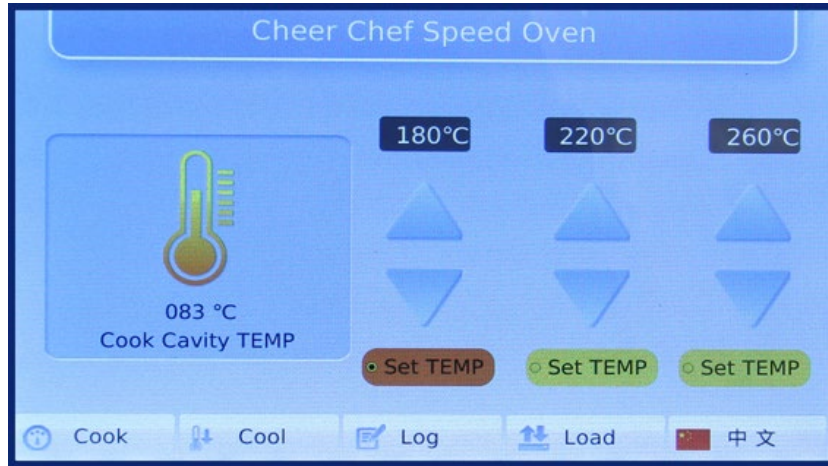 Cheer Chef Speed Oven
180°C 220°C 260°C
083 °C
Cook Cavity TEMP
Set TEMP Set TEMP Set TEMP
Cook Cool Log Load 中文